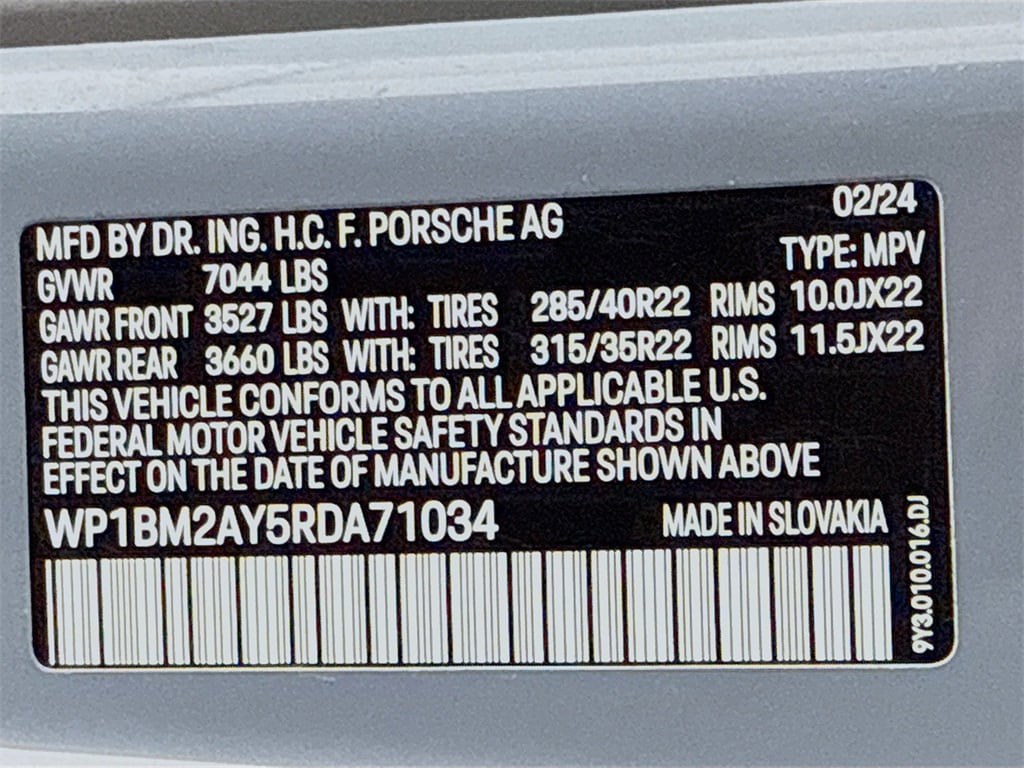 02/24
MFD BY DR. ING. H.C. F. PORSCHE AG
TYPE: MPV
GVWR 7044 LBS
GAWR FRONT 3527 LBS WITH: TIRES 285/40R22 RIMS 10.0JX22
GAWR REAR 3660 LBS WITH: TIRES 315/35R22 RIMS 11.5JX22
THIS VEHICLE CONFORMS TO ALL APPLICABLE U.S.
FEDERAL MOTOR VEHICLE SAFETY STANDARDS IN
EFFECT ON THE DATE OF MANUFACTURE SHOWN ABOVE
WP1BM2AY5RDA71034 MADE IN SLOVAKIA
9Y3.010.016.DJ